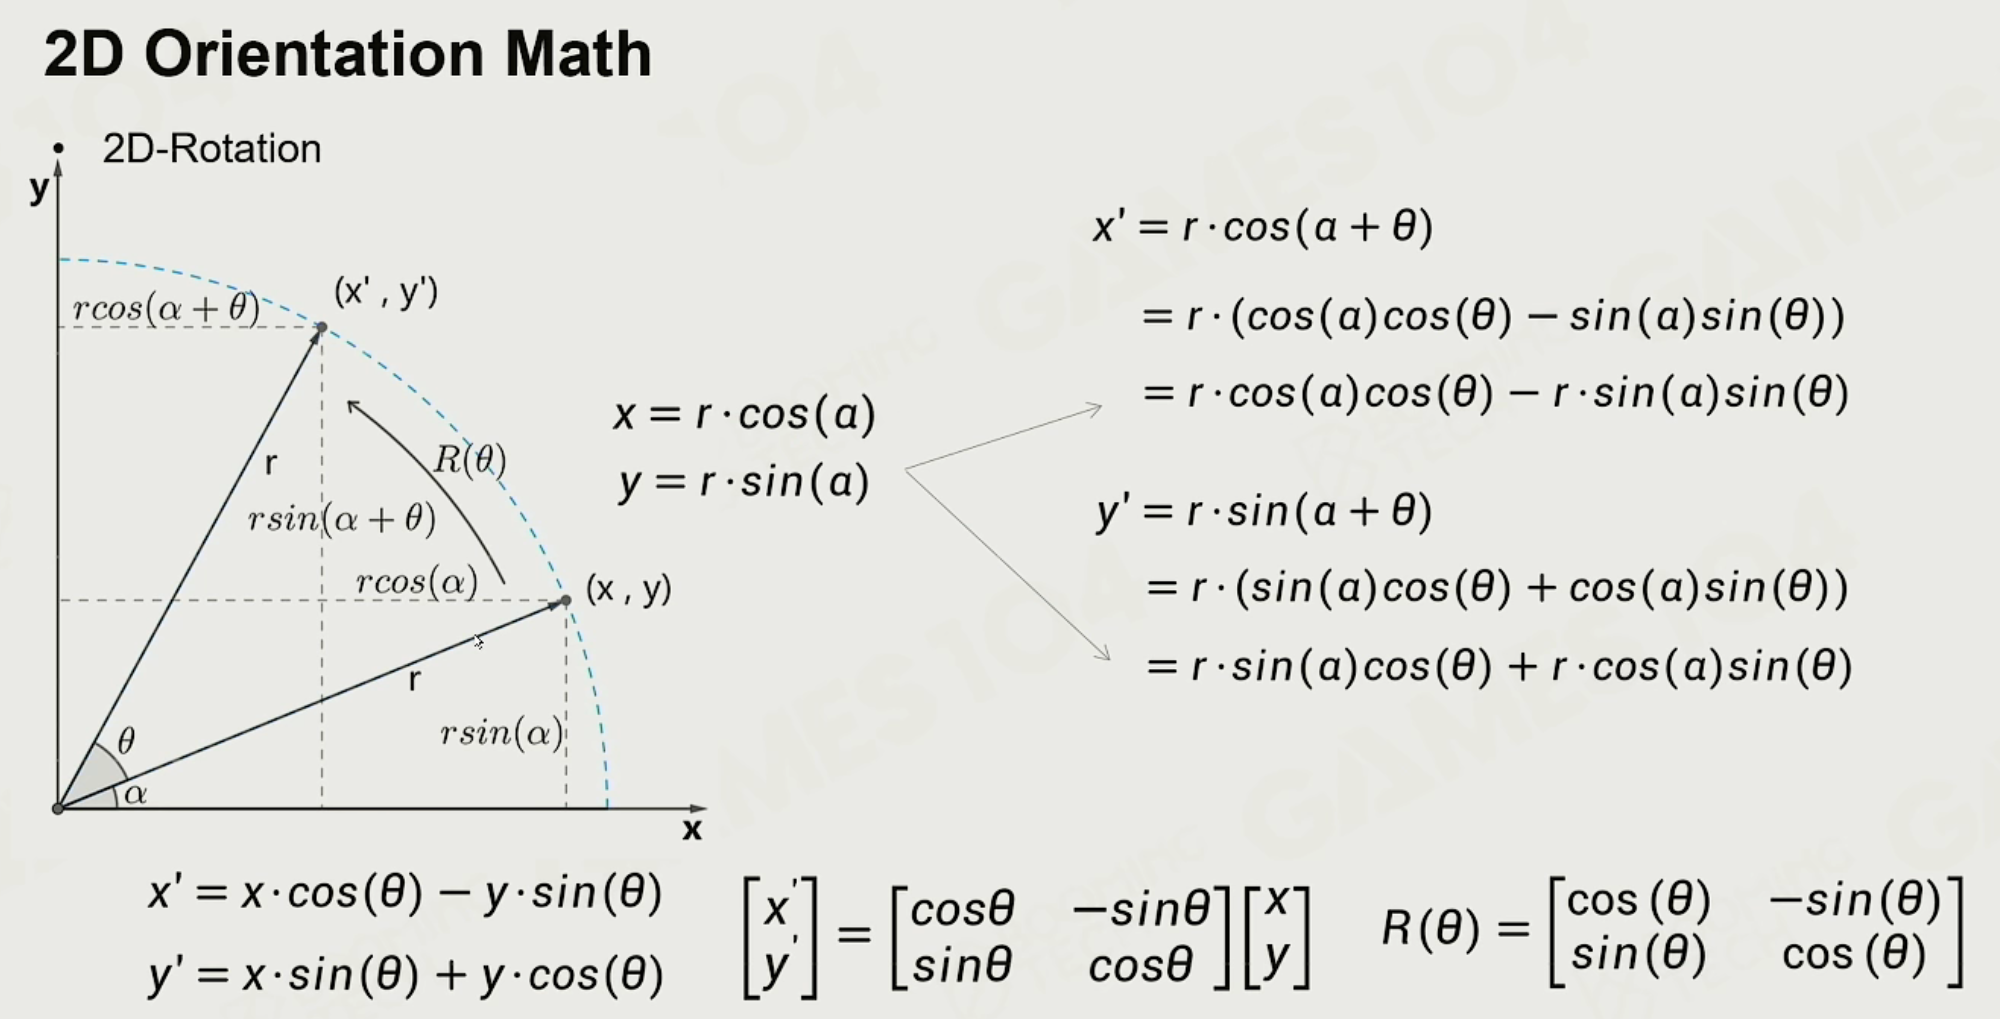 2D Orientation Math
• 2D-Rotation
y
rcos(α + θ)
(x' , y')
r
R(θ)
rsin(α + θ)
rcos(α)
(x , y)
r
rsin(α)
θ
α
x
x = r·cos(a)
y = r·sin(a)
x' = r·cos(a + θ)
= r·(cos(a)cos(θ) − sin(a)sin(θ))
= r·cos(a)cos(θ) − r·sin(a)sin(θ)
y' = r·sin(a + θ)
= r·(sin(a)cos(θ) + cos(a)sin(θ))
= r·sin(a)cos(θ) + r·cos(a)sin(θ)
x' = x·cos(θ) − y·sin(θ)
y' = x·sin(θ) + y·cos(θ)
[x' y'] = [cosθ −sinθ sinθ cosθ][x y]
R(θ) = [cos(θ) −sin(θ) sin(θ) cos(θ)]
GAMES 104